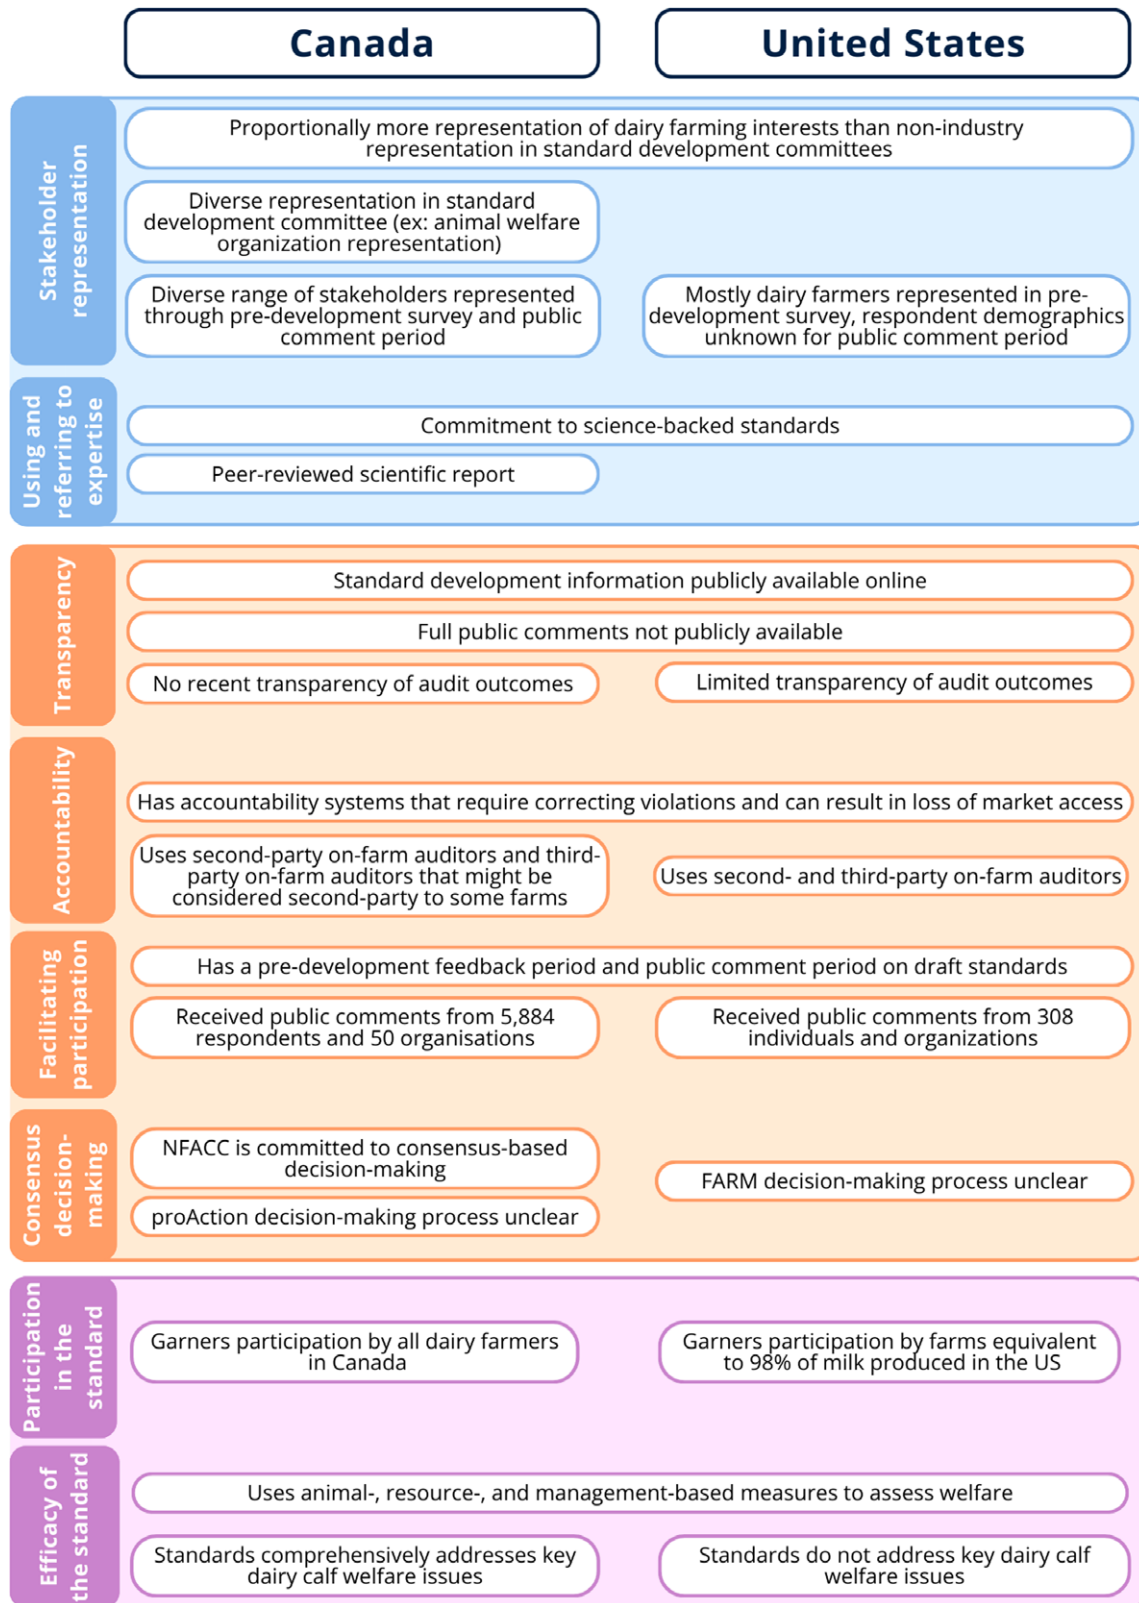 Canada
United States
Stakeholder
representation
Proportionally more representation of dairy farming interests than non-industry
representation in standard development committees
Diverse representation in standard
development committee (ex: animal welfare
organization representation)
Diverse range of stakeholders represented
through pre-development survey and public
comment period
Mostly dairy farmers represented in pre-
development survey, respondent demographics
unknown for public comment period
Using and
referring to
expertise
Commitment to science-backed standards
Peer-reviewed scientific report
Transparency
Standard development information publicly available online
Full public comments not publicly available
No recent transparency of audit outcomes
Limited transparency of audit outcomes
Accountability
Has accountability systems that require correcting violations and can result in loss of market access
Uses second-party on-farm auditors and third-
party on-farm auditors that might be
considered second-party to some farms
Uses second- and third-party on-farm auditors
Facilitating
participation
Has a pre-development feedback period and public comment period on draft standards
Received public comments from 5,884
respondents and 50 organisations
Received public comments from 308
individuals and organizations
Consensus
decision-
making
NFACC is committed to consensus-based
decision-making
proAction decision-making process unclear
FARM decision-making process unclear
Participation
in the
standard
Garners participation by all dairy farmers
in Canada
Garners participation by farms equivalent
to 98% of milk produced in the US
Efficacy of
the standard
Uses animal-, resource-, and management-based measures to assess welfare
Standards comprehensively addresses key
dairy calf welfare issues
Standards do not address key dairy calf
welfare issues